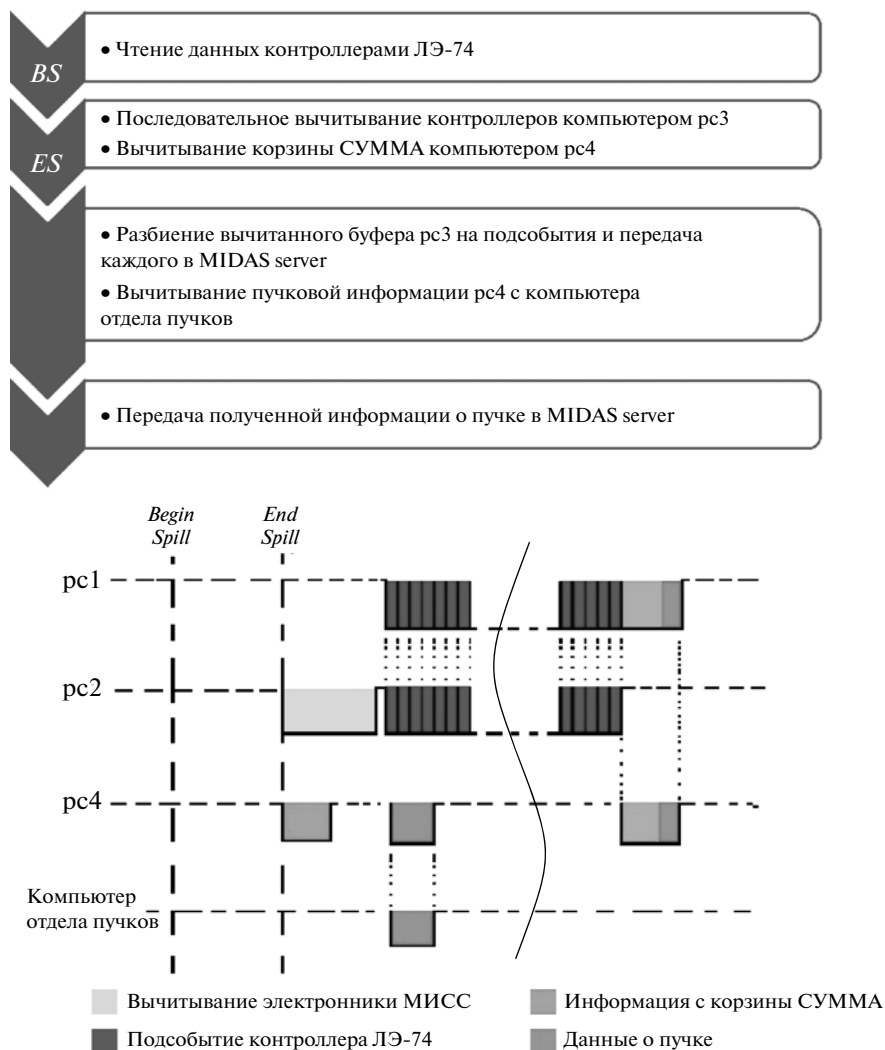 BS
• Чтение данных контроллерами ЛЭ-74
ES
• Последовательное вычитывание контроллеров компьютером pc3
• Вычитывание корзины СУММА компьютером pc4
• Разбиение вычитанного буфера pc3 на подсобытия и передача
каждого в MIDAS server
• Вычитывание пучковой информации pc4 с компьютера
отдела пучков
• Передача полученной информации о пучке в MIDAS server
Begin
Spill
End
Spill
pc1
pc2
pc4
Компьютер
отдела пучков
Вычитывание электроники МИСС
Информация с корзины СУММА
Подсобытие контроллера ЛЭ-74
Данные о пучке